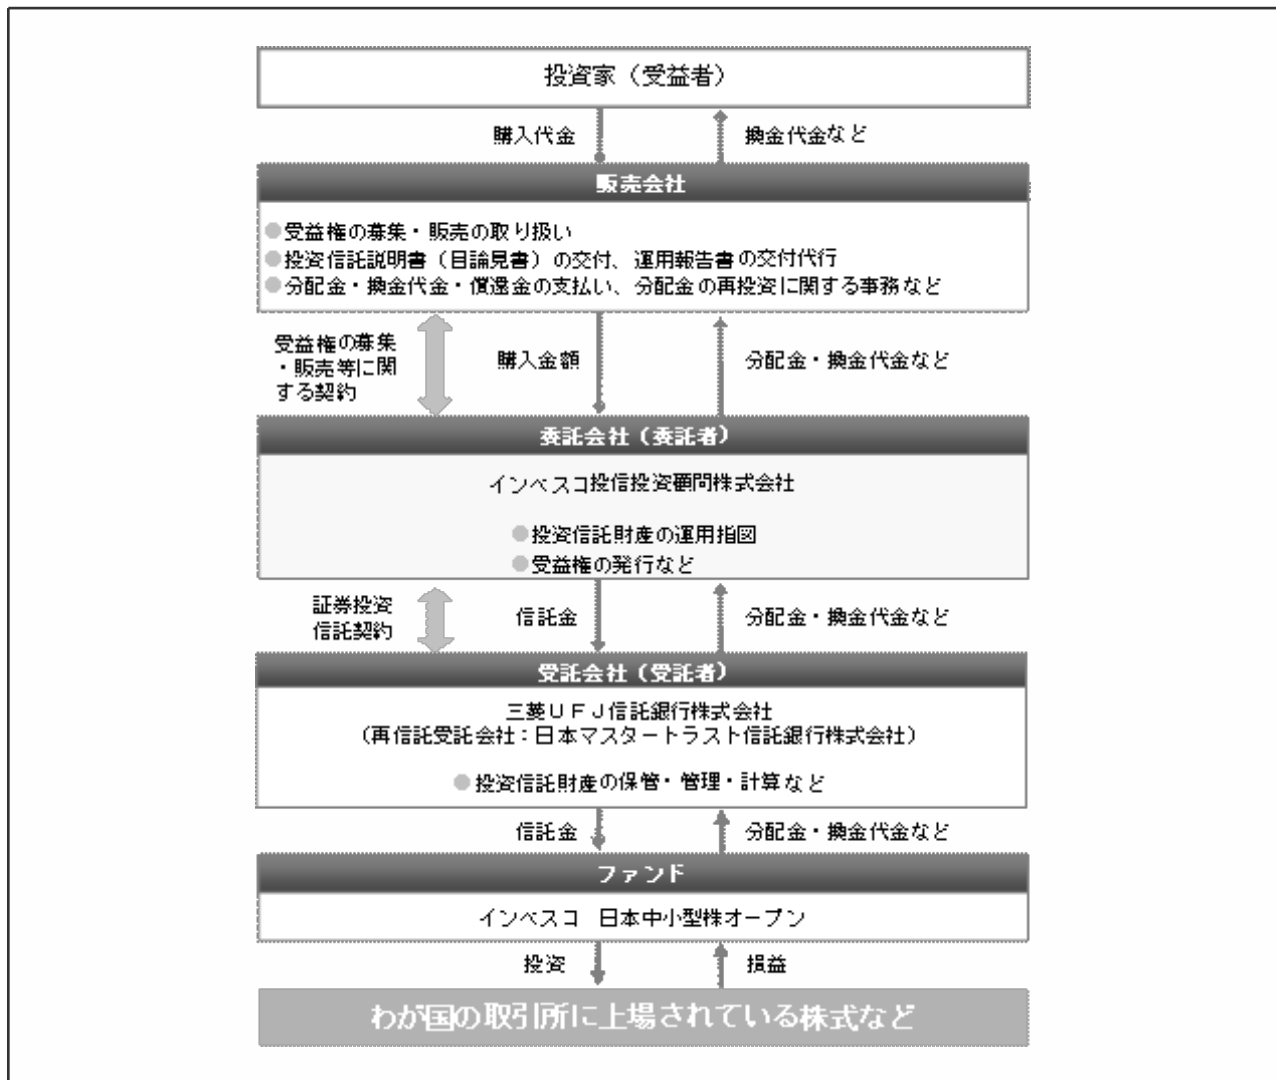 投資家（受益者）
購入代金
換金代金など
販売会社
●受益権の募集・販売の取り扱い
●投資信託説明書（目論見書）の交付、運用報告書の交付代行
●分配金・換金代金・償還金の支払い、分配金の再投資に関する事務など
受益権の募集
・販売等に関
する契約
購入金額
分配金・換金代金など
委託会社（委託者）
インベスコ投信投資顧問株式会社
●投資信託財産の運用指図
●受益権の発行など
証券投資
信託契約
信託金
分配金・換金代金など
受託会社（受託者）
三菱ＵＦＪ信託銀行株式会社
（再信託受託会社：日本マスタートラスト信託銀行株式会社）
●投資信託財産の保管・管理・計算など
信託金
分配金・換金代金など
ファンド
インベスコ　日本中小型株オープン
投資
損益
わが国の取引所に上場されている株式など